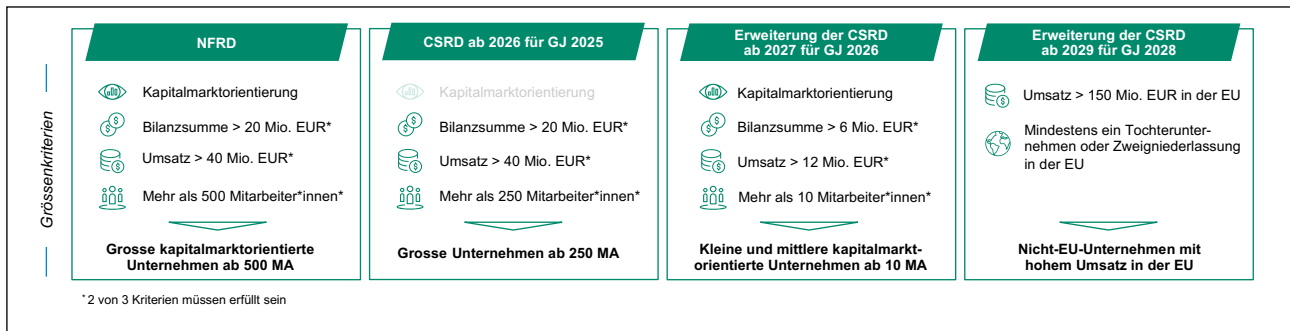 Grössenkriterien
NFRD
Kapitalmarktorientierung
Bilanzsumme > 20 Mio. EUR*
Umsatz > 40 Mio. EUR*
Mehr als 500 Mitarbeiter*innen*
Grosse kapitalmarktorientierte
Unternehmen ab 500 MA
CSRD ab 2026 für GJ 2025
Kapitalmarktorientierung
Bilanzsumme > 20 Mio. EUR*
Umsatz > 40 Mio. EUR*
Mehr als 250 Mitarbeiter*innen*
Grosse Unternehmen ab 250 MA
Erweiterung der CSRD
ab 2027 für GJ 2026
Kapitalmarktorientierung
Bilanzsumme > 6 Mio. EUR*
Umsatz > 12 Mio. EUR*
Mehr als 10 Mitarbeiter*innen*
Kleine und mittlere kapitalmarkt-
orientierte Unternehmen ab 10 MA
Erweiterung der CSRD
ab 2029 für GJ 2028
Umsatz > 150 Mio. EUR in der EU
Mindestens ein Tochterunter-
nehmen oder Zweigniederlassung
in der EU
Nicht-EU-Unternehmen mit
hohem Umsatz in der EU
* 2 von 3 Kriterien müssen erfüllt sein